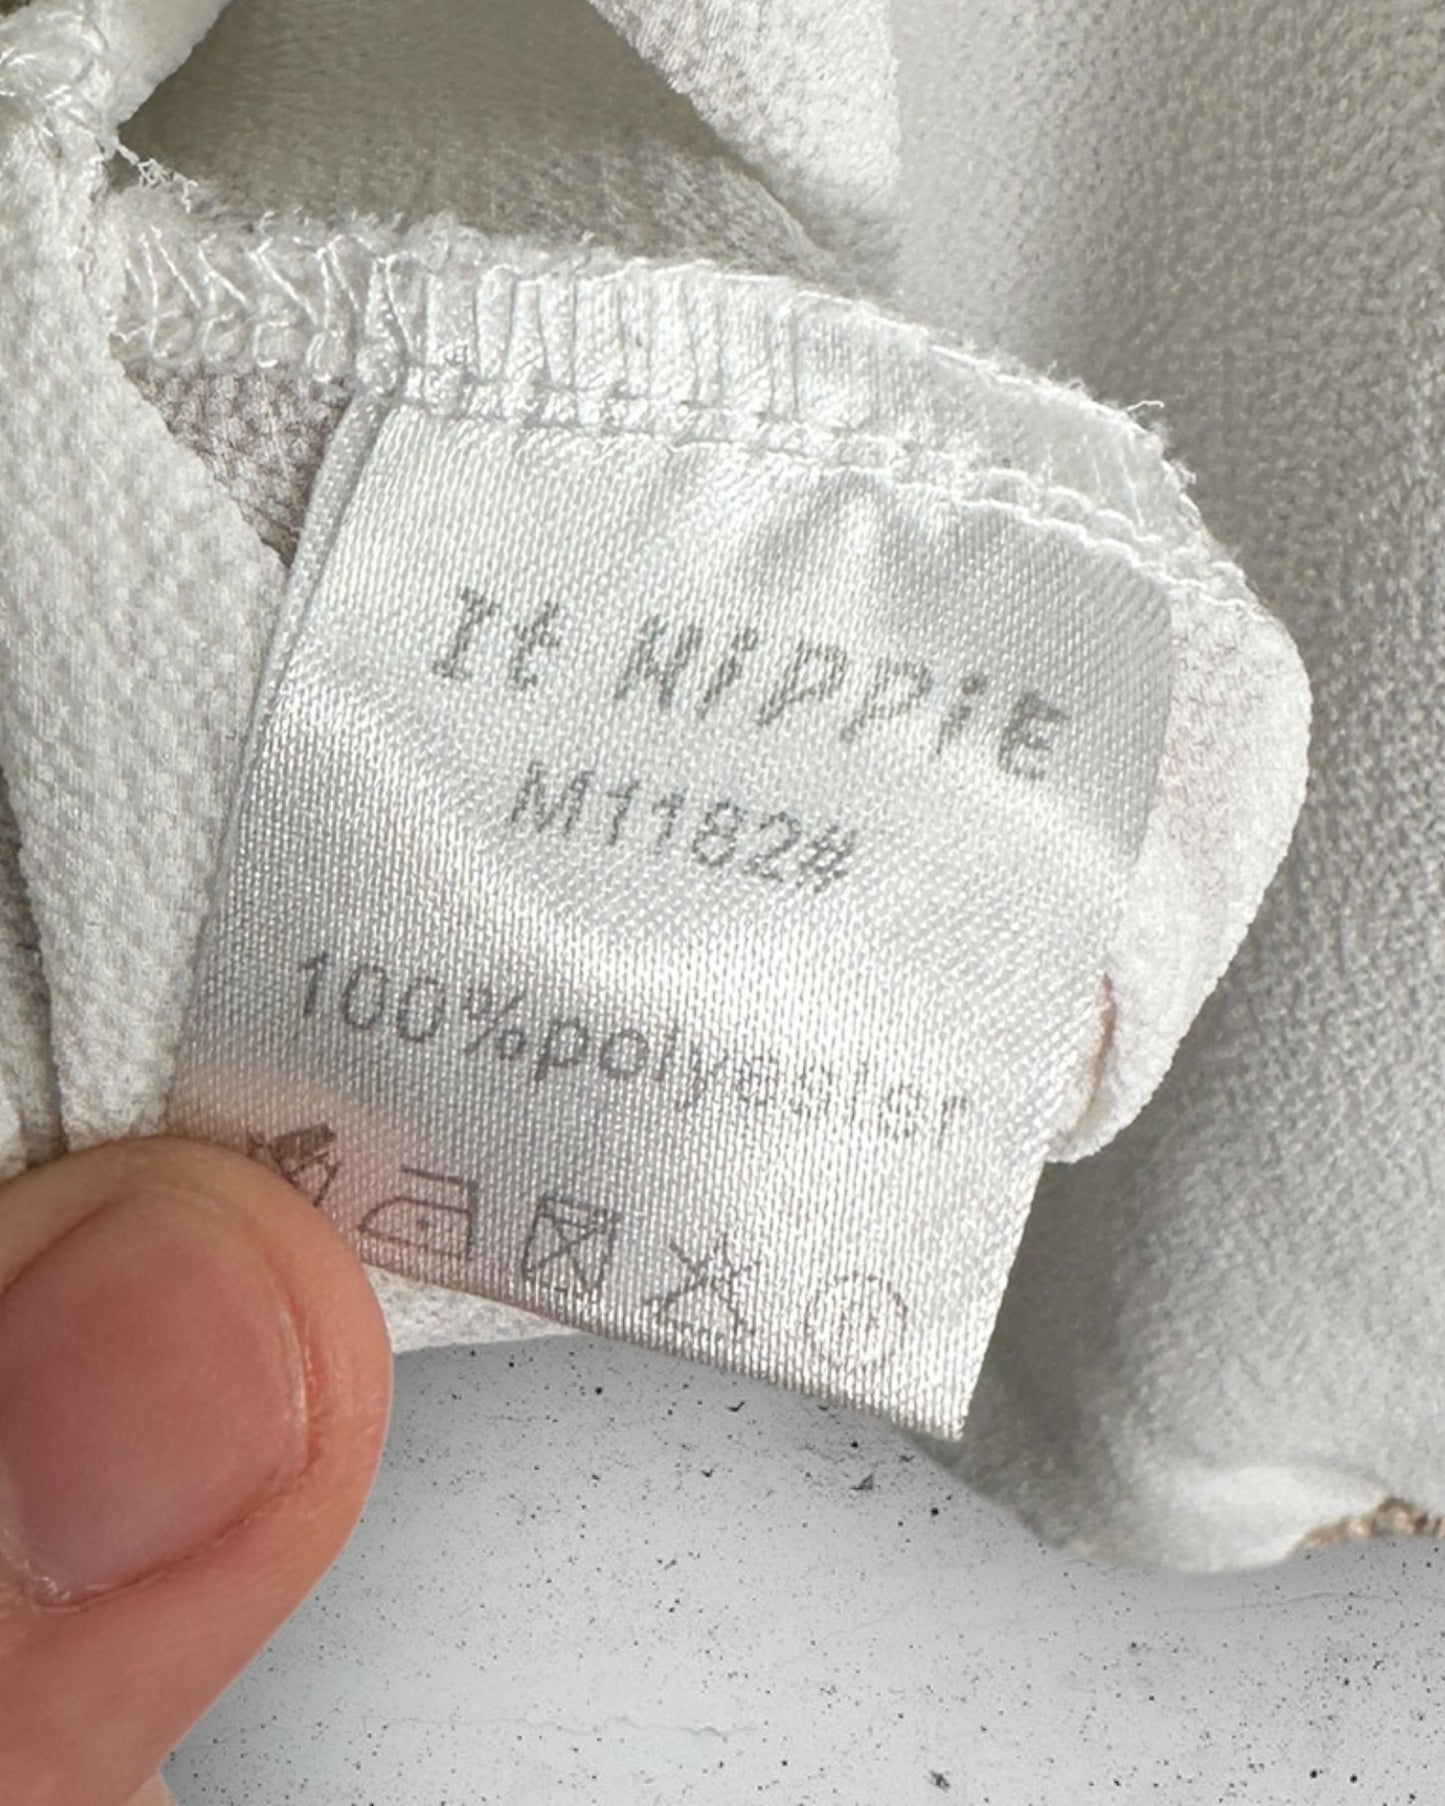 It HiPPiE
M1182#
100%polyester
P